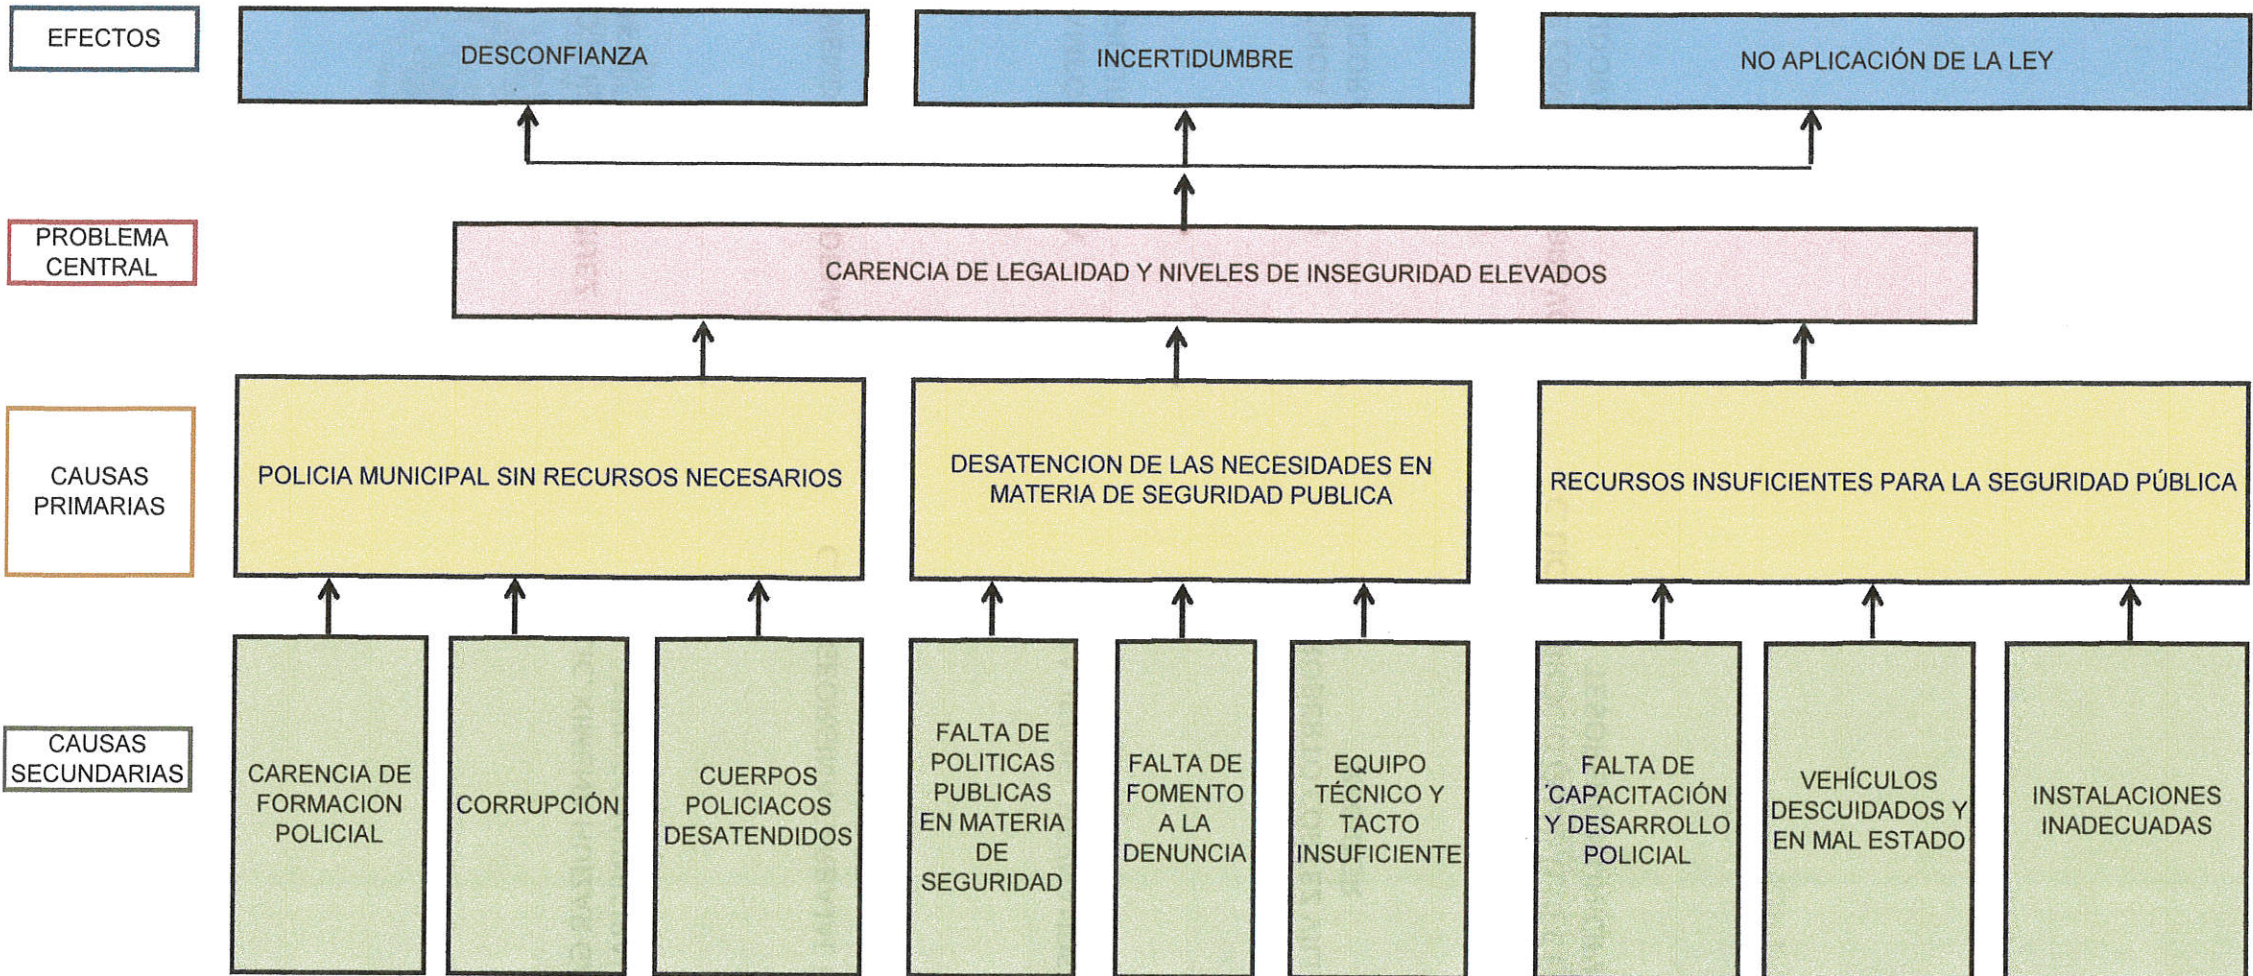 EFECTOS
DESCONFIANZA
INCERTIDUMBRE
NO APLICACIÓN DE LA LEY
PROBLEMA
CENTRAL
CARENCIA DE LEGALIDAD Y NIVELES DE INSEGURIDAD ELEVADOS
CAUSAS
PRIMARIAS
POLICIA MUNICIPAL SIN RECURSOS NECESARIOS
DESATENCION DE LAS NECESIDADES EN
MATERIA DE SEGURIDAD PUBLICA
RECURSOS INSUFICIENTES PARA LA SEGURIDAD PÚBLICA
CAUSAS
SECUNDARIAS
CARENCIA DE
FORMACION
POLICIAL
CORRUPCIÓN
CUERPOS
POLICIACOS
DESATENDIDOS
FALTA DE
POLITICAS
PUBLICAS
EN MATERIA
DE
SEGURIDAD
FALTA DE
FOMENTO
A LA
DENUNCIA
EQUIPO
TÉCNICO Y
TACTO
INSUFICIENTE
FALTA DE
CAPACITACIÓN
Y DESARROLLO
POLICIAL
VEHÍCULOS
DESCUIDADOS Y
EN MAL ESTADO
INSTALACIONES
INADECUADAS